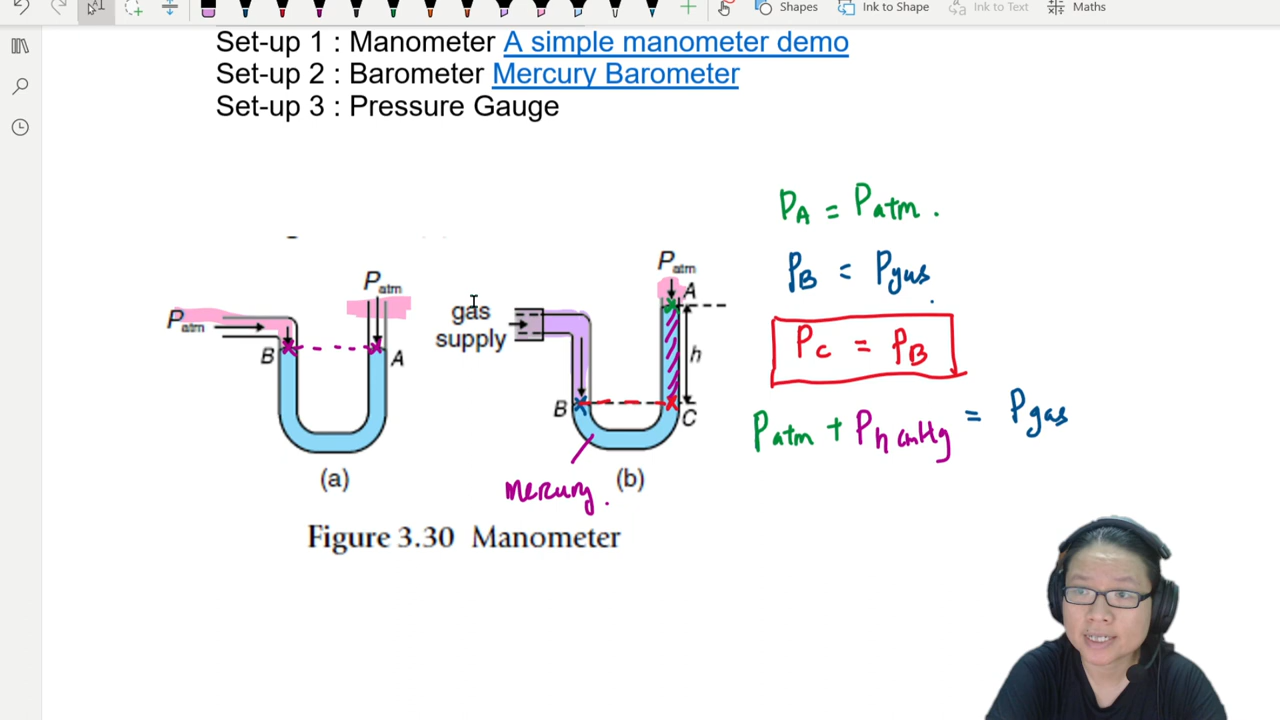 Shapes Ink to Shape Ink to Text Maths
Set-up 1 : Manometer A simple manometer demo
Set-up 2 : Barometer Mercury Barometer
Set-up 3 : Pressure Gauge
Patm
Patm
B
A
(a)
gas
supply
Patm
A
h
B
C
(b)
Mercury.
Figure 3.30 Manometer
PA = Patm.
PB = Pgas.
PC = PB
Patm + Ph cmHg = Pgas